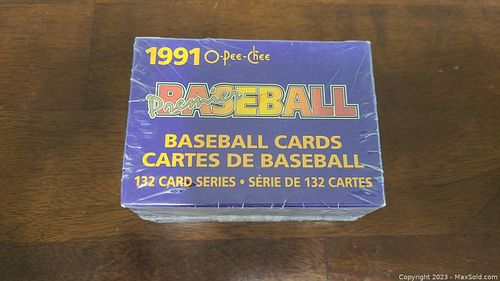 1991 O-Pee-Chee
Premier BASEBALL
BASEBALL CARDS
CARTES DE BASEBALL
132 CARD SERIES • SÉRIE DE 132 CARTES
Copyright 2023 - MaxSold.com